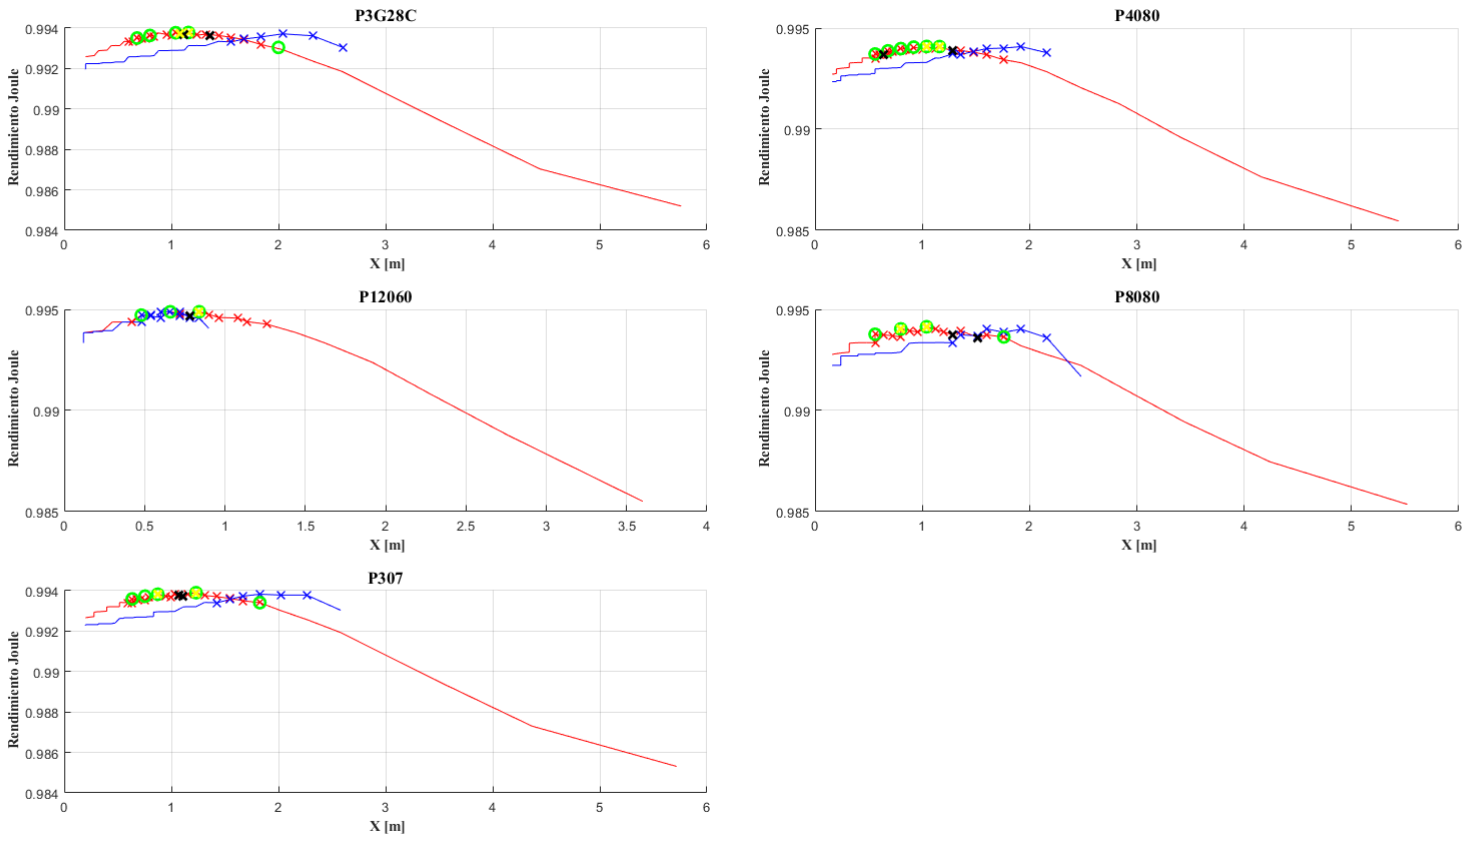 P3G28C
Rendimiento Joule
0.994
0.992
0.99
0.988
0.986
0.984
0 1 2 3 4 5 6
X [m]
P4080
Rendimiento Joule
0.995
0.99
0.985
0 1 2 3 4 5 6
X [m]
P12060
Rendimiento Joule
0.995
0.99
0.985
0 0.5 1 1.5 2 2.5 3 3.5 4
X [m]
P8080
Rendimiento Joule
0.995
0.99
0.985
0 1 2 3 4 5 6
X [m]
P307
Rendimiento Joule
0.994
0.992
0.99
0.988
0.986
0.984
0 1 2 3 4 5 6
X [m]